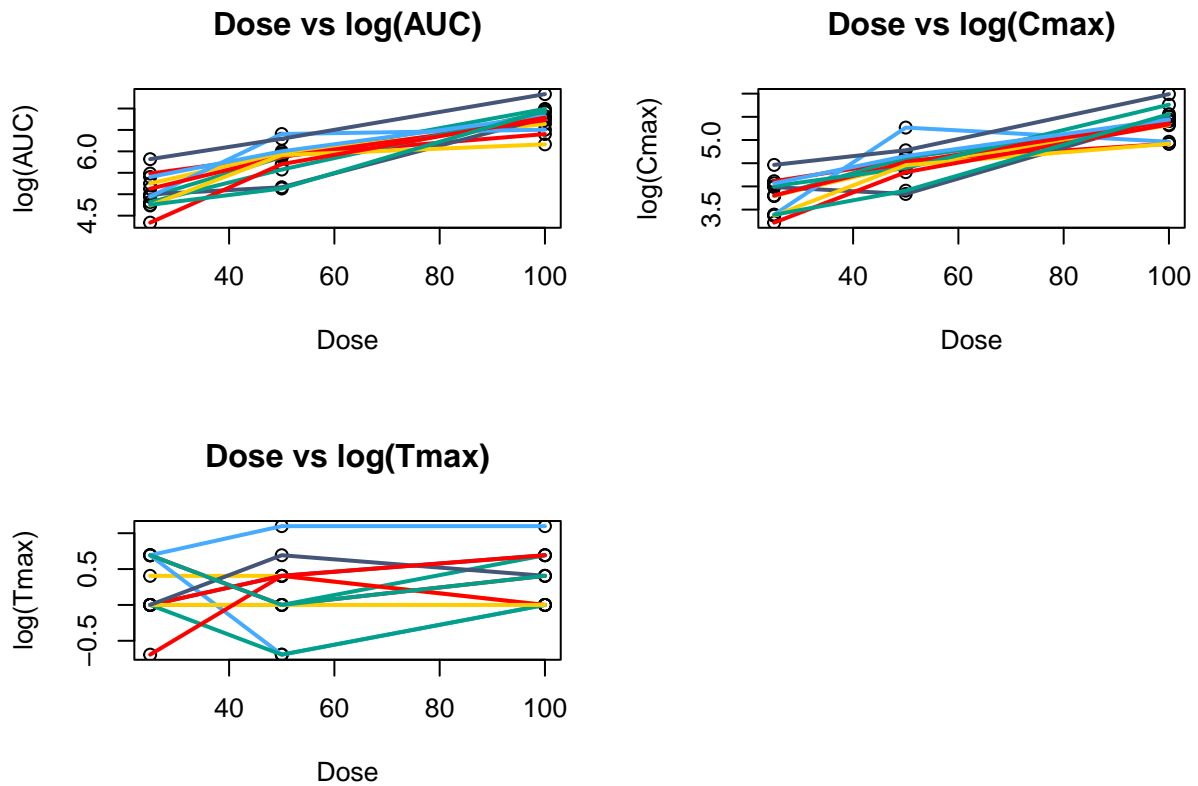 Dose vs log(AUC)
log(AUC)
6.0
4.5
40 60 80 100
Dose
Dose vs log(Cmax)
log(Cmax)
5.0
3.5
40 60 80 100
Dose
Dose vs log(Tmax)
log(Tmax)
0.5
−0.5
40 60 80 100
Dose